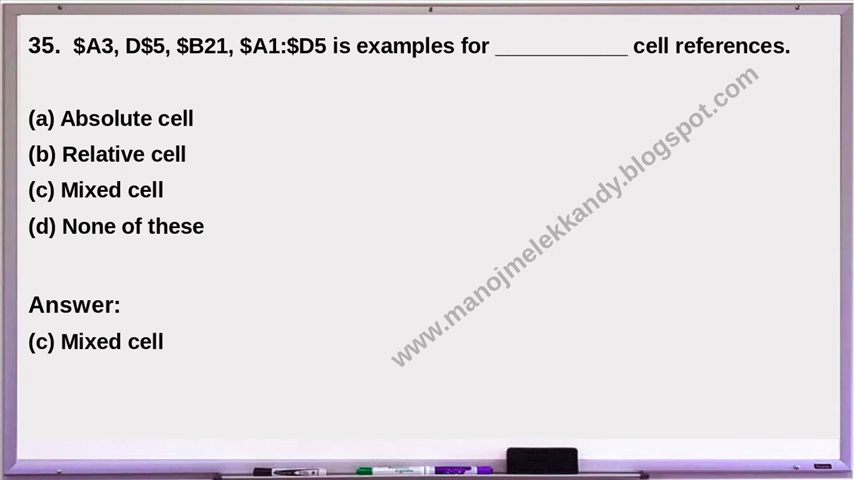 35. $A3, D$5, $B21, $A1:$D5 is examples for ___________ cell references.
(a) Absolute cell
(b) Relative cell
(c) Mixed cell
(d) None of these
Answer:
(c) Mixed cell
www.manojmelekkandy.blogspot.com